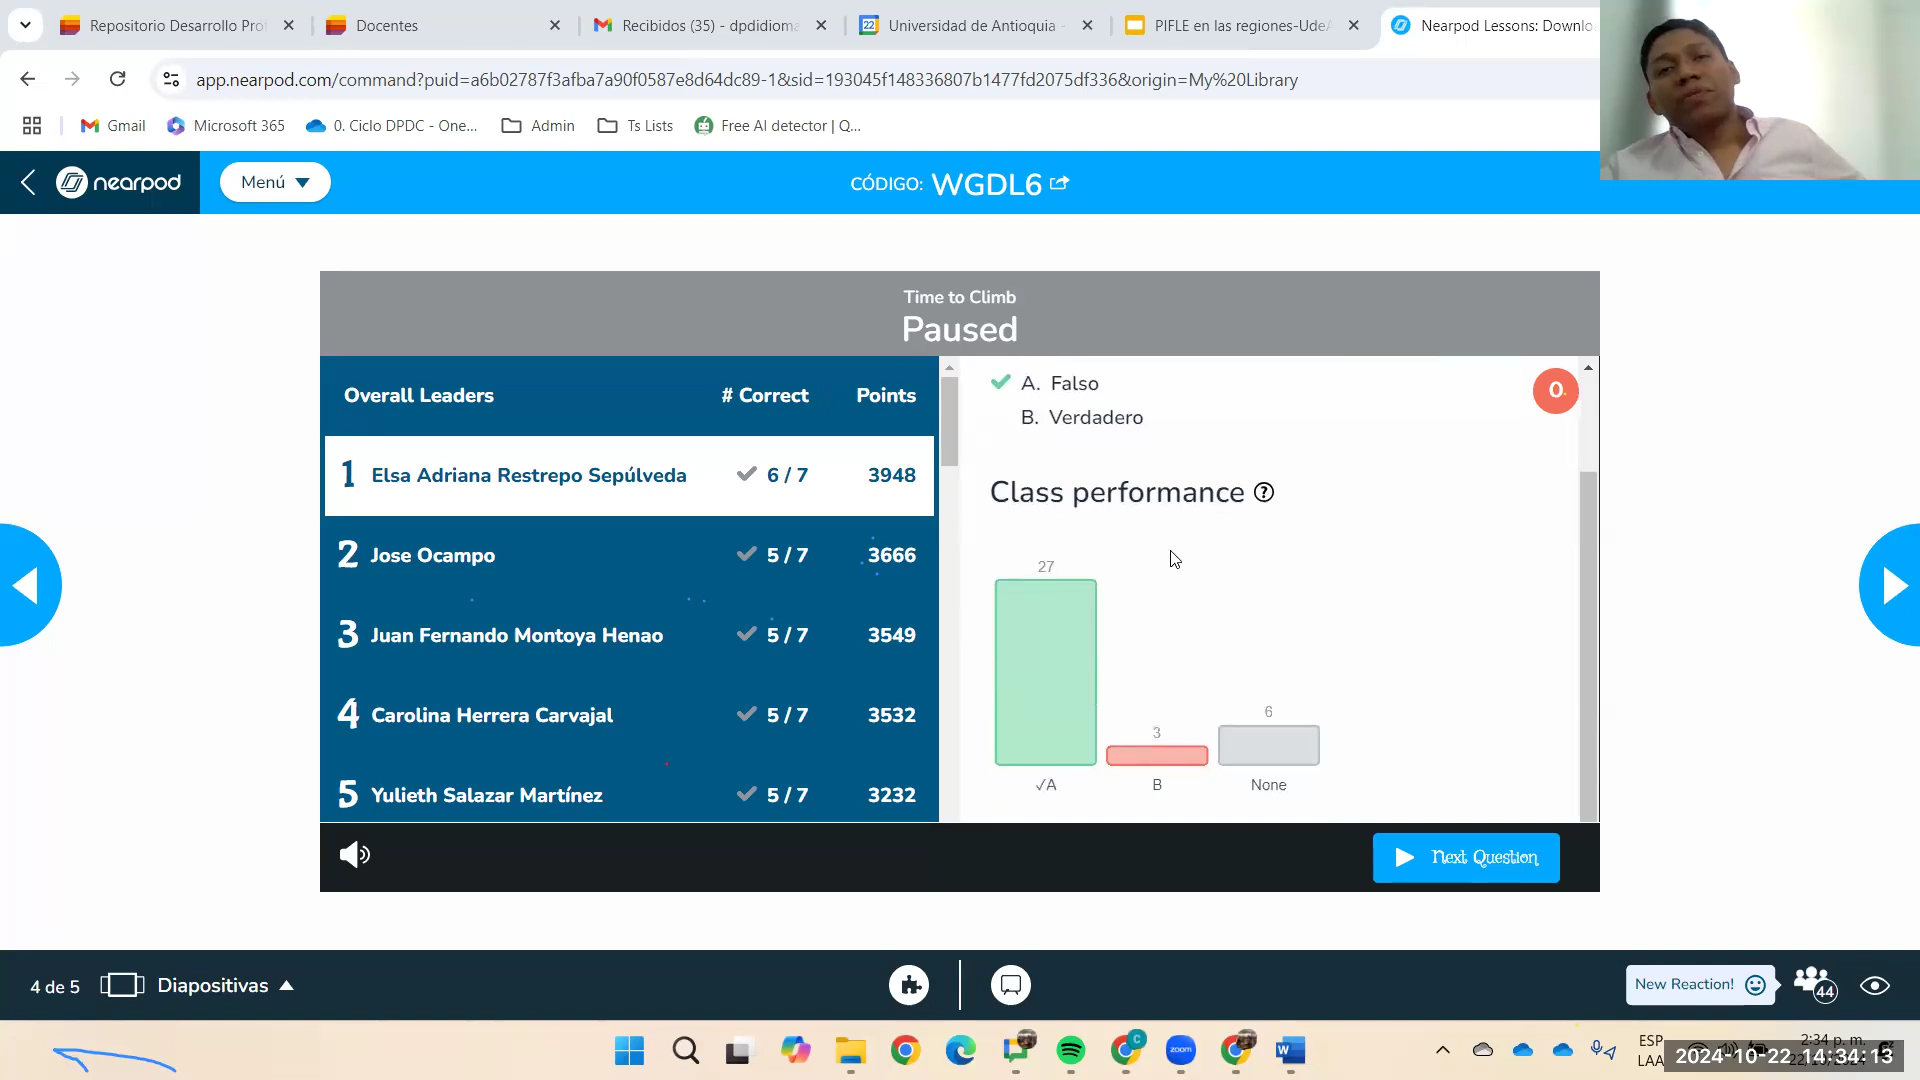 Repositorio Desarrollo Prof
Docentes
Recibidos (35) - dpdidioma
Universidad de Antioquia -
PIFLE en las regiones-UdeA
Nearpod Lessons: Downlo
app.nearpod.com/command?puid=a6b02787f3afba7a90f0587e8d64dc89-1&sid=193045f148336807b1477fd2075df336&origin=My%20Library
Gmail
Microsoft 365
0. Ciclo DPDC - One...
Admin
Ts Lists
Free AI detector | Q...
nearpod
Menú
CÓDIGO: WGDL6
Time to Climb
Paused
Overall Leaders # Correct Points
1 Elsa Adriana Restrepo Sepúlveda 6 / 7 3948
2 Jose Ocampo 5 / 7 3666
3 Juan Fernando Montoya Henao 5 / 7 3549
4 Carolina Herrera Carvajal 5 / 7 3532
5 Yulieth Salazar Martínez 5 / 7 3232
A. Falso
B. Verdadero
0
Class performance ?
27
3
6
✓A
B
None
Next Question
4 de 5
Diapositivas
New Reaction!
44
zoom
ESP
LAA
2:34 p. m.
2024-10-22 14:34:13